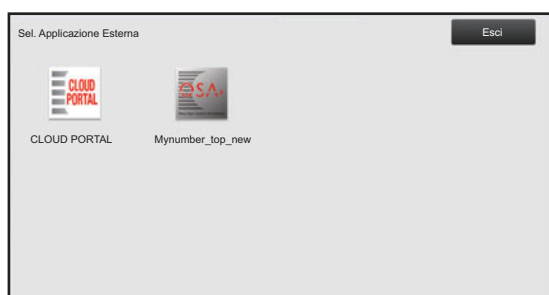 Sel. Applicazione Esterna
Esci
CLOUD
PORTAL
OSA
CLOUD PORTAL
Mynumber_top_new